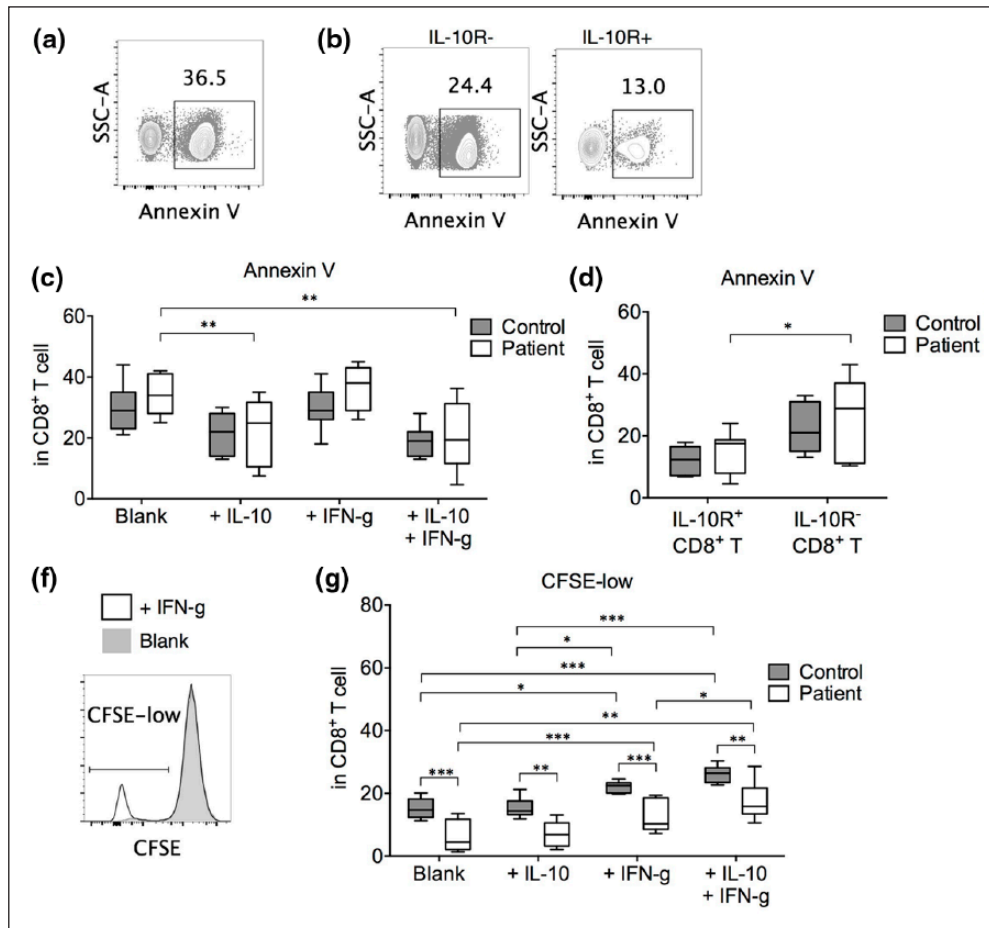 (a)
36.5
SSC-A
Annexin V
(b)
IL-10R-
IL-10R+
24.4
13.0
SSC-A
SSC-A
Annexin V
Annexin V
(c)
Annexin V
**
**
Control
Patient
in CD8⁺ T cell
60
40
20
0
Blank
+ IL-10
+ IFN-g
+ IL-10
+ IFN-g
(d)
Annexin V
*
Control
Patient
in CD8⁺ T cell
60
40
20
0
IL-10R⁺
CD8⁺ T
IL-10R⁻
CD8⁺ T
(f)
+ IFN-g
Blank
CFSE-low
CFSE
(g)
CFSE-low
***
*
***
*
*
**
***
***
**
***
**
Control
Patient
in CD8⁺ T cell
80
60
40
20
0
Blank
+ IL-10
+ IFN-g
+ IL-10
+ IFN-g